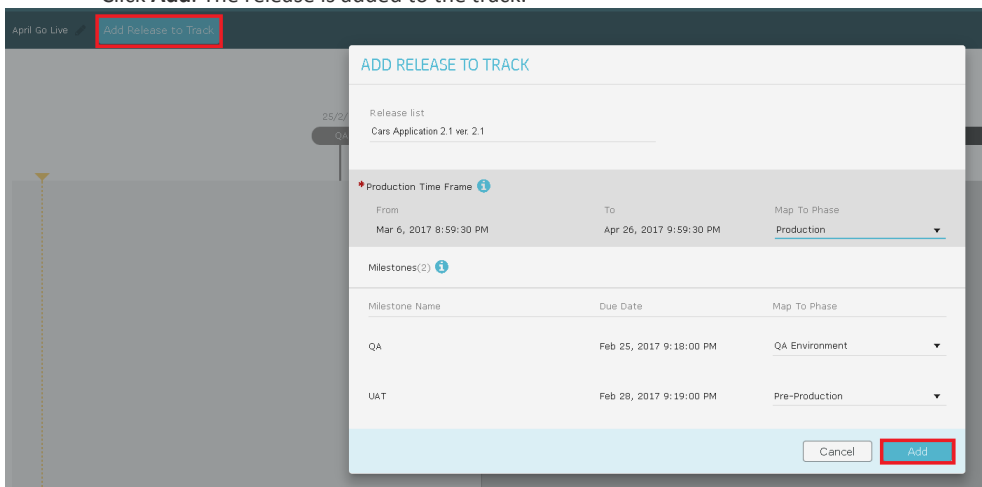 Click Add. The release is added to the track.
April Go Live
Add Release to Track
ADD RELEASE TO TRACK
25/2/
QA
Release list
Cars Application 2.1 ver. 2.1
*Production Time Frame
From To Map To Phase
Mar 6, 2017 8:59:30 PM Apr 26, 2017 9:59:30 PM Production
Milestones(2)
Milestone Name Due Date Map To Phase
QA Feb 25, 2017 9:18:00 PM QA Environment
UAT Feb 28, 2017 9:19:00 PM Pre-Production
Cancel Add